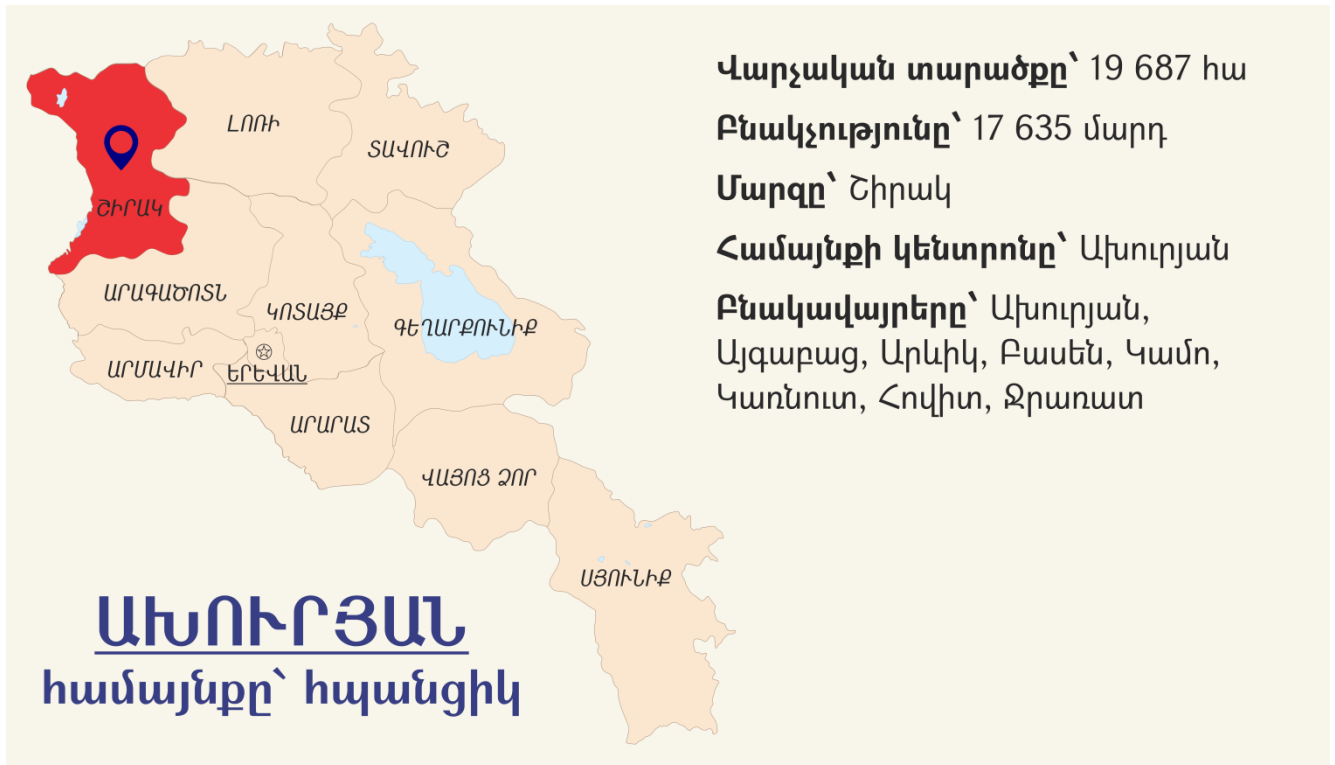 ԼՈՌԻ
ՏԱՎՈՒՇ
ՇԻՐԱԿ
ԱՐԱԳԱԾՈՏՆ
ԿՈՏԱՅՔ
ԳԵՂԱՐՔՈՒՆԻՔ
ԱՐՄԱՎԻՐ
ԵՐԵՎԱՆ
ԱՐԱՐԱՏ
ՎԱՅՈՑ ՁՈՐ
ՍՅՈՒՆԻՔ
ԱԽՈՒՐՅԱՆ
համայնքը՝ հպանցիկ
Վարչական տարածքը՝ 19 687 հա
Բնակչությունը՝ 17 635 մարդ
Մարզը՝ Շիրակ
Համայնքի կենտրոնը՝ Ախուրյան
Բնակավայրերը՝ Ախուրյան,
Այգաբաց, Արևիկ, Բասեն, Կամո,
Կառնուտ, Հովիտ, Ջրառատ